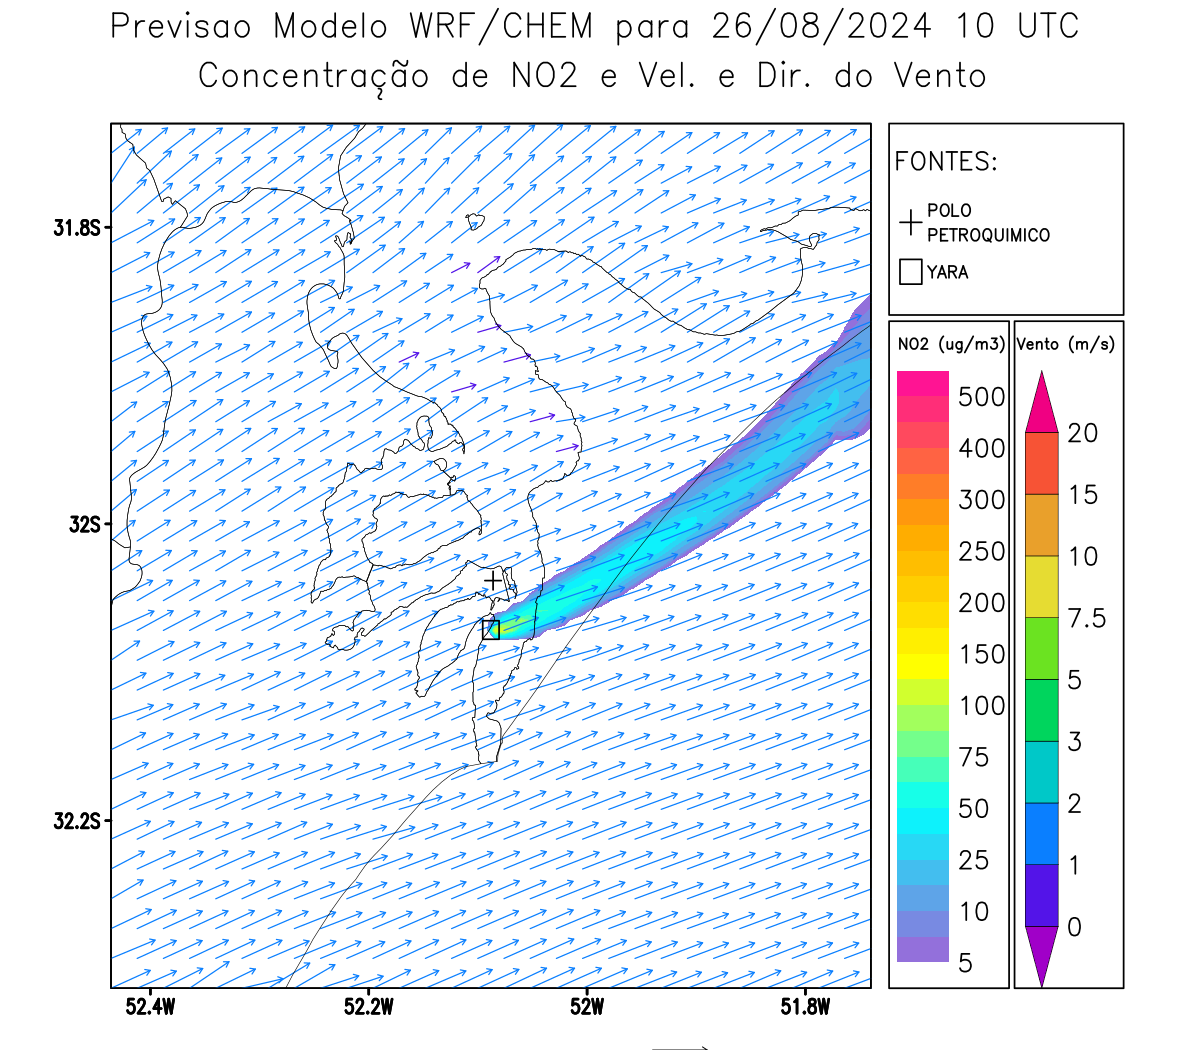 Previsao Modelo WRF/CHEM para 26/08/2024 10 UTC
Concentração de NO2 e Vel. e Dir. do Vento
FONTES:
POLO
PETROQUIMICO
YARA
NO2 (ug/m3)
500
400
300
250
200
150
100
75
50
25
10
5
Vento (m/s)
20
15
10
7.5
5
3
2
1
0
31.8S
32S
32.2S
52.4W
52.2W
52W
51.8W